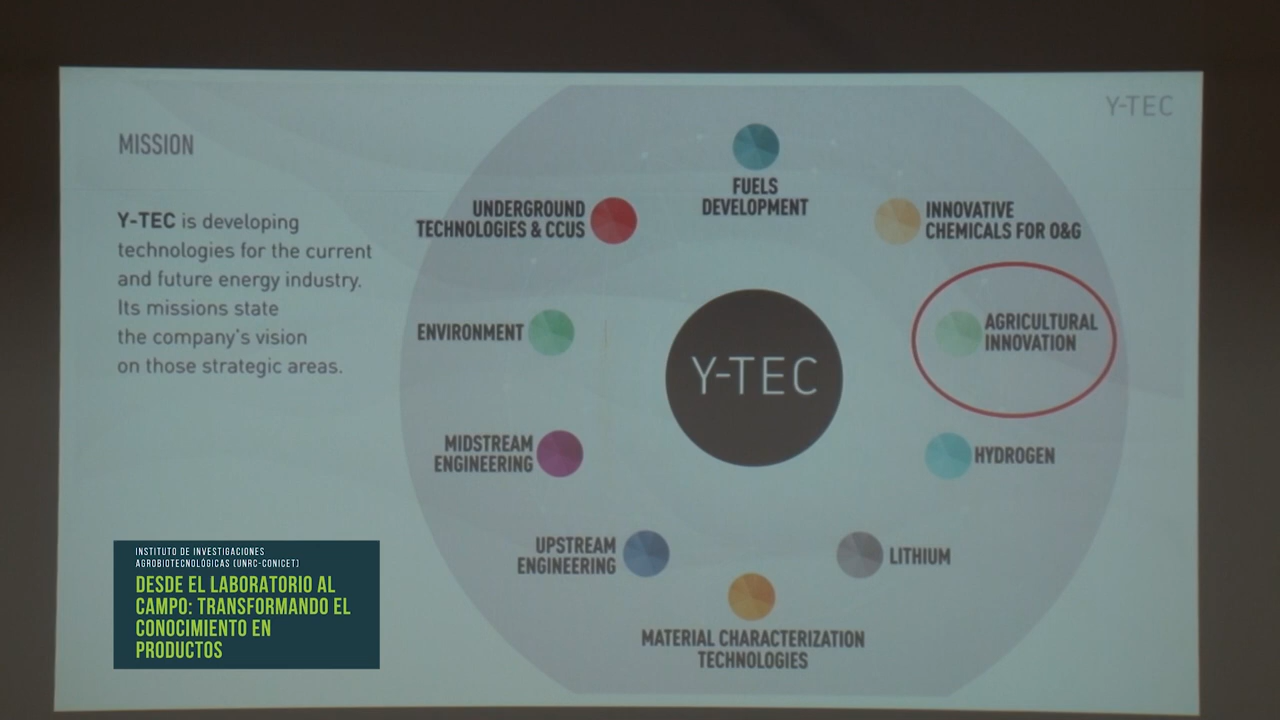 Y-TEC
MISSION
Y-TEC is developing
technologies for the current
and future energy industry.
Its missions state
the company's vision
on those strategic areas.
FUELS
DEVELOPMENT
UNDERGROUND
TECHNOLOGIES & CCUS
INNOVATIVE
CHEMICALS FOR O&G
ENVIRONMENT
AGRICULTURAL
INNOVATION
Y-TEC
MIDSTREAM
ENGINEERING
HYDROGEN
UPSTREAM
ENGINEERING
LITHIUM
MATERIAL CHARACTERIZATION
TECHNOLOGIES
INSTITUTO DE INVESTIGACIONES
AGROBIOTECNOLÓGICAS (UNRC-CONICET)
DESDE EL LABORATORIO AL
CAMPO: TRANSFORMANDO EL
CONOCIMIENTO EN
PRODUCTOS